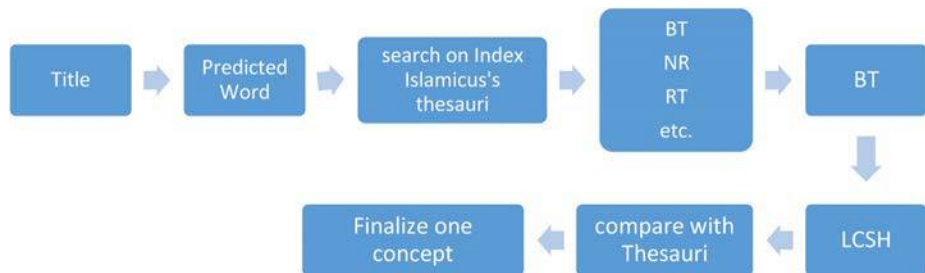 Title
Predicted
Word
search on Index
Islamicus's
thesauri
BT
NR
RT
etc.
BT
LCSH
compare with
Thesauri
Finalize one
concept